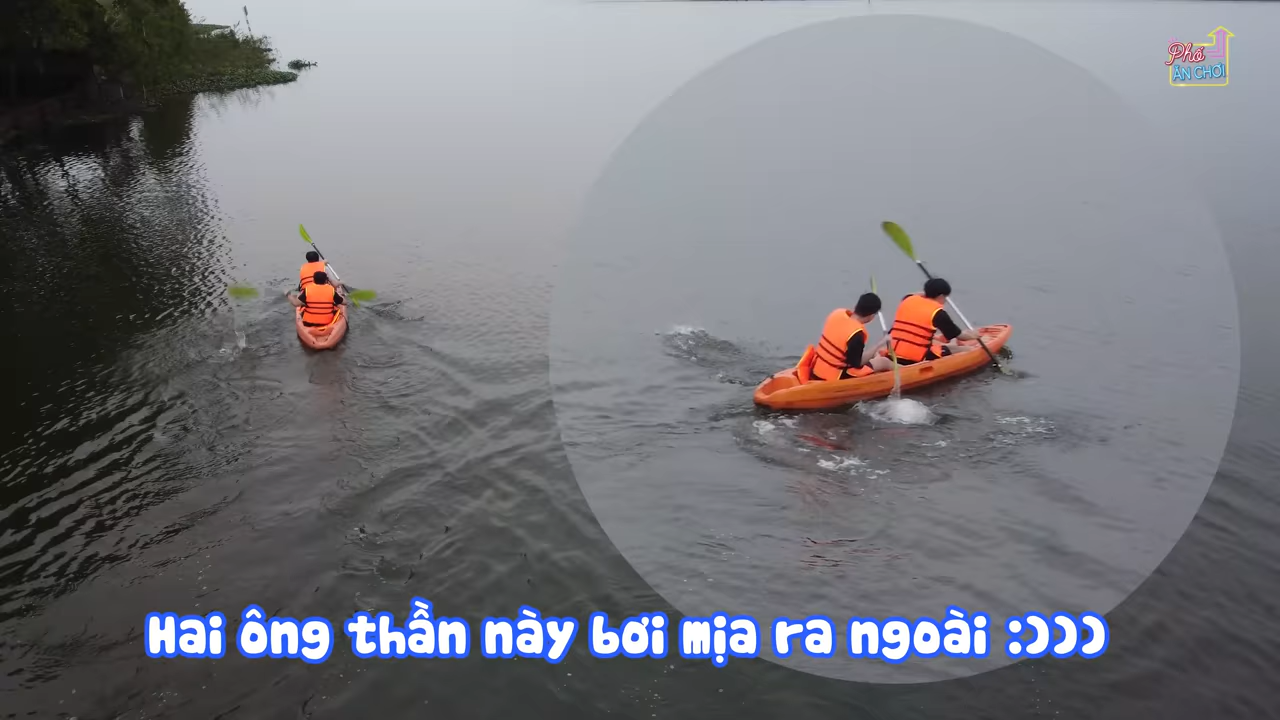 Phố
ĂN CHƠI
Hai ông thần này bơi mịa ra ngoài :)))